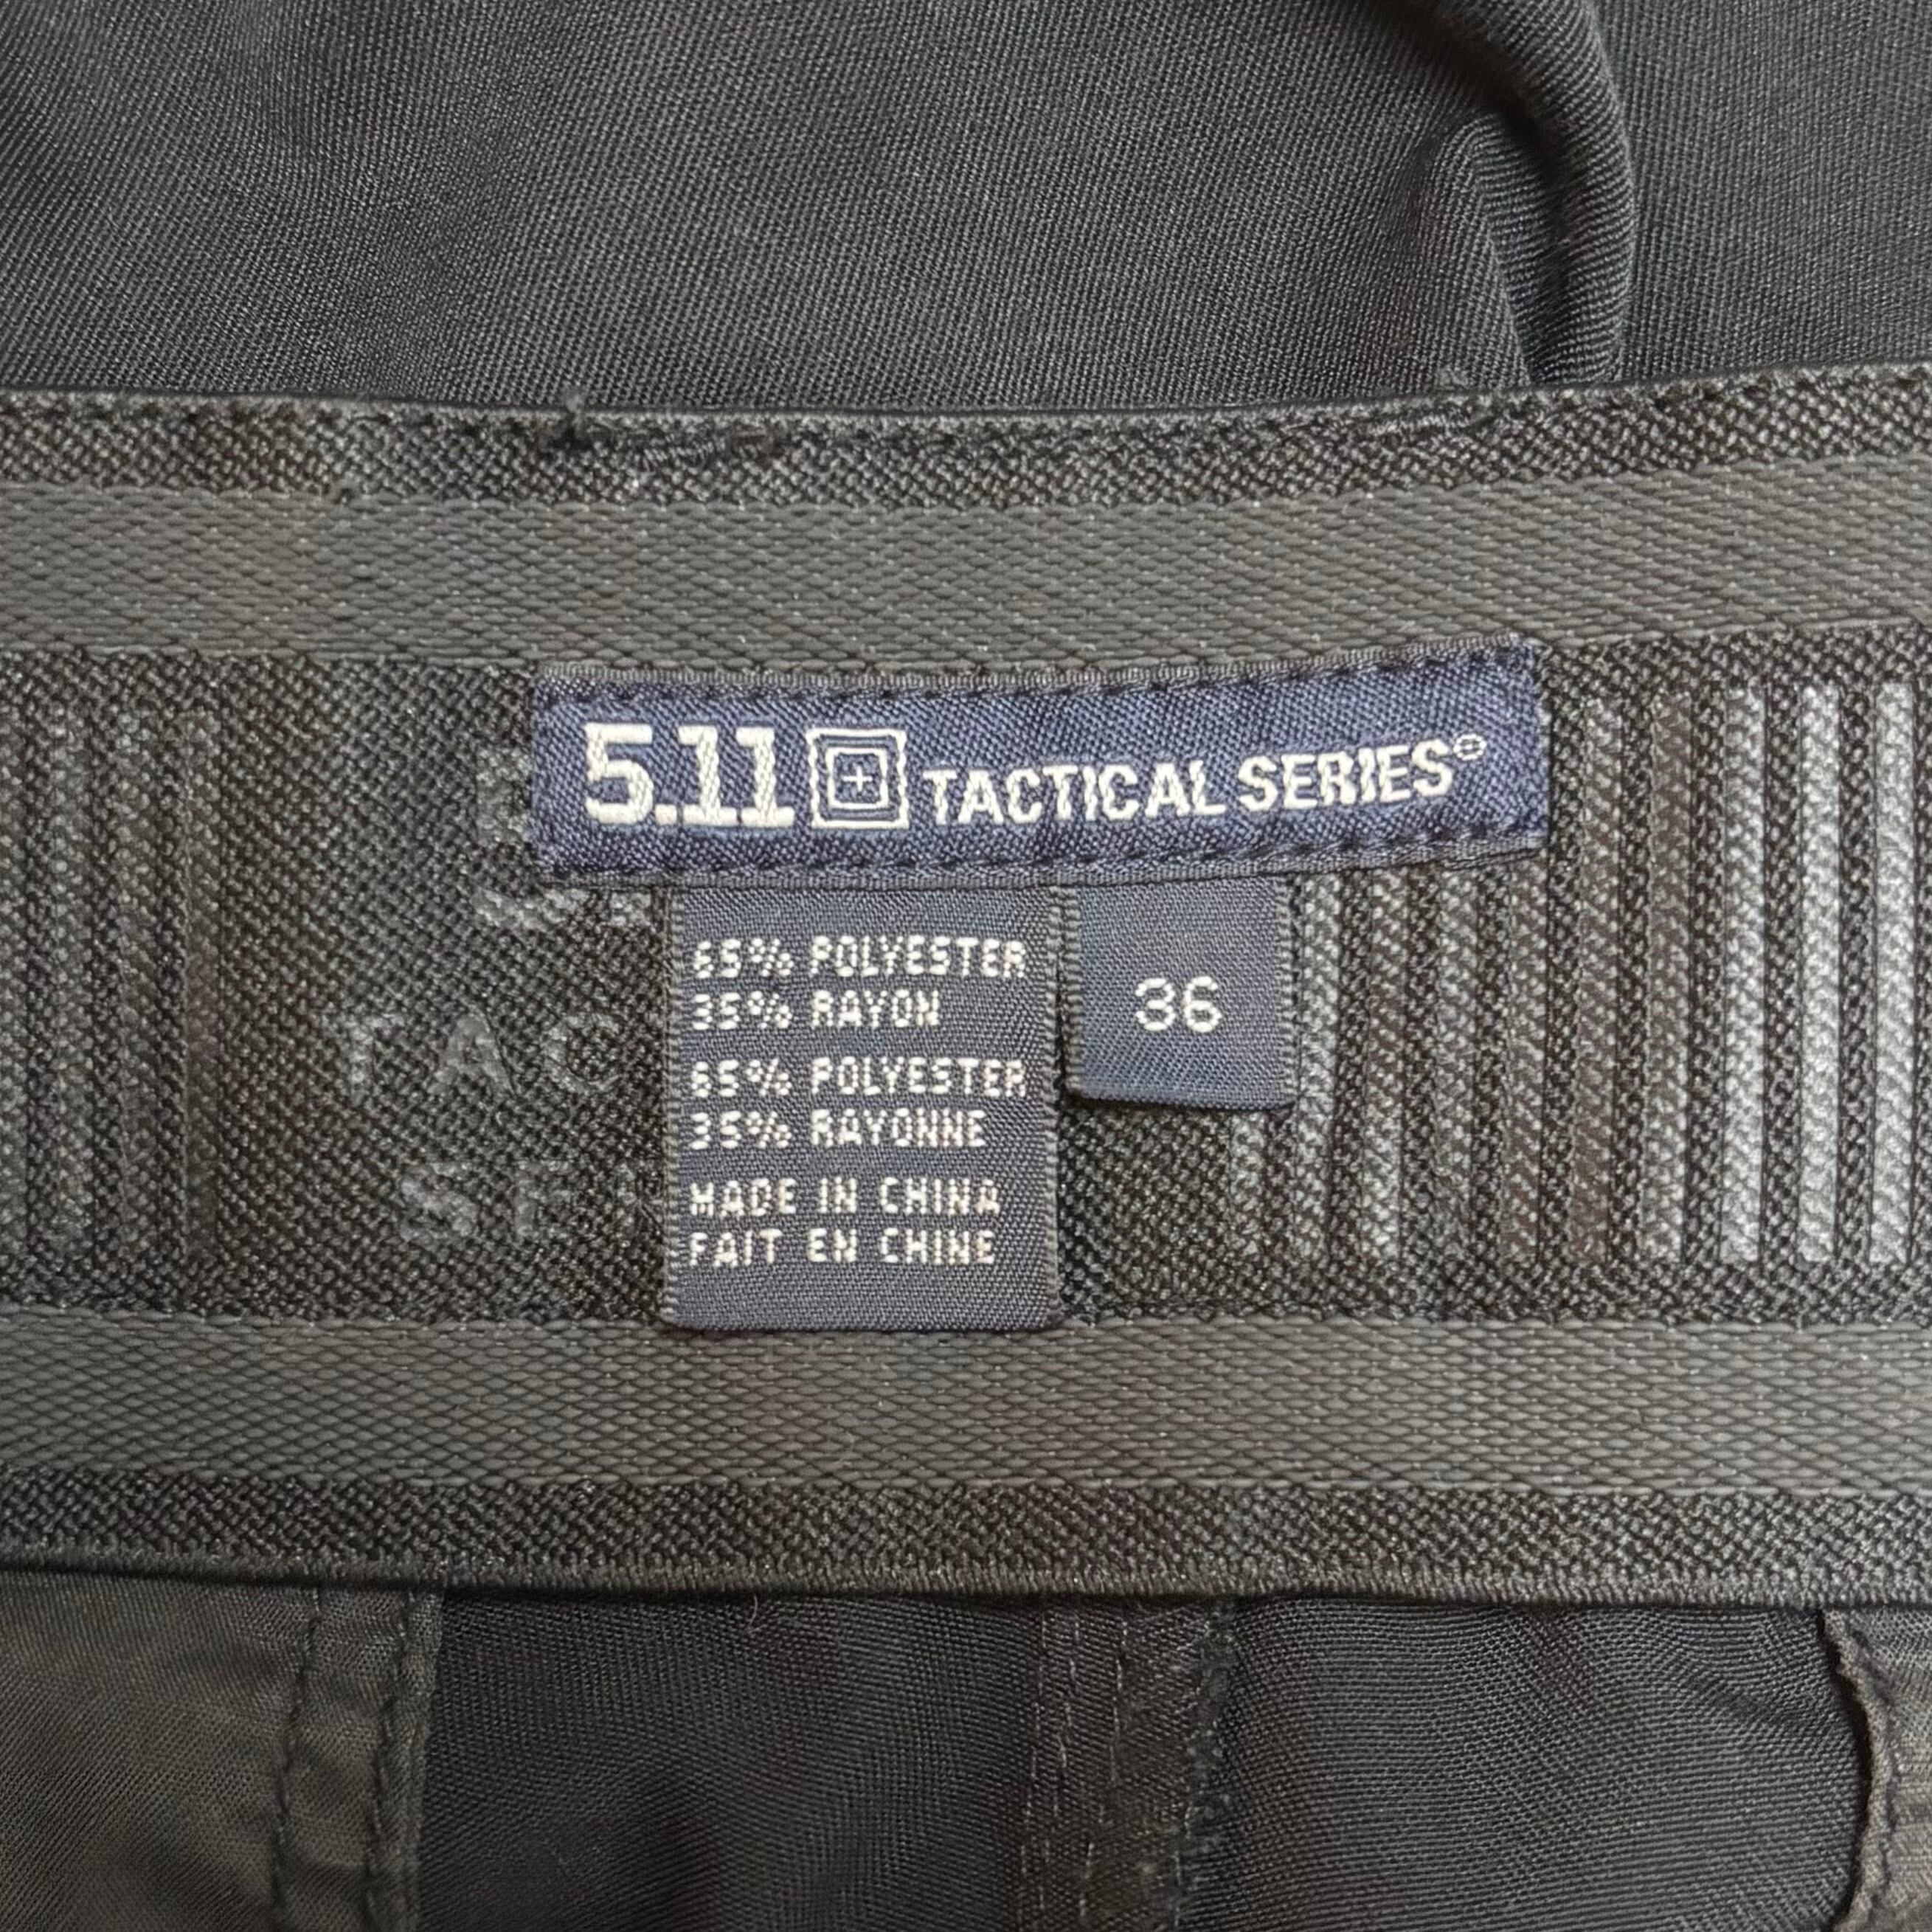 5.11 TACTICAL SERIES®
65% POLYESTER
35% RAYON
65% POLYESTER
35% RAYONNE
MADE IN CHINA
FAIT EN CHINE
36
TAC